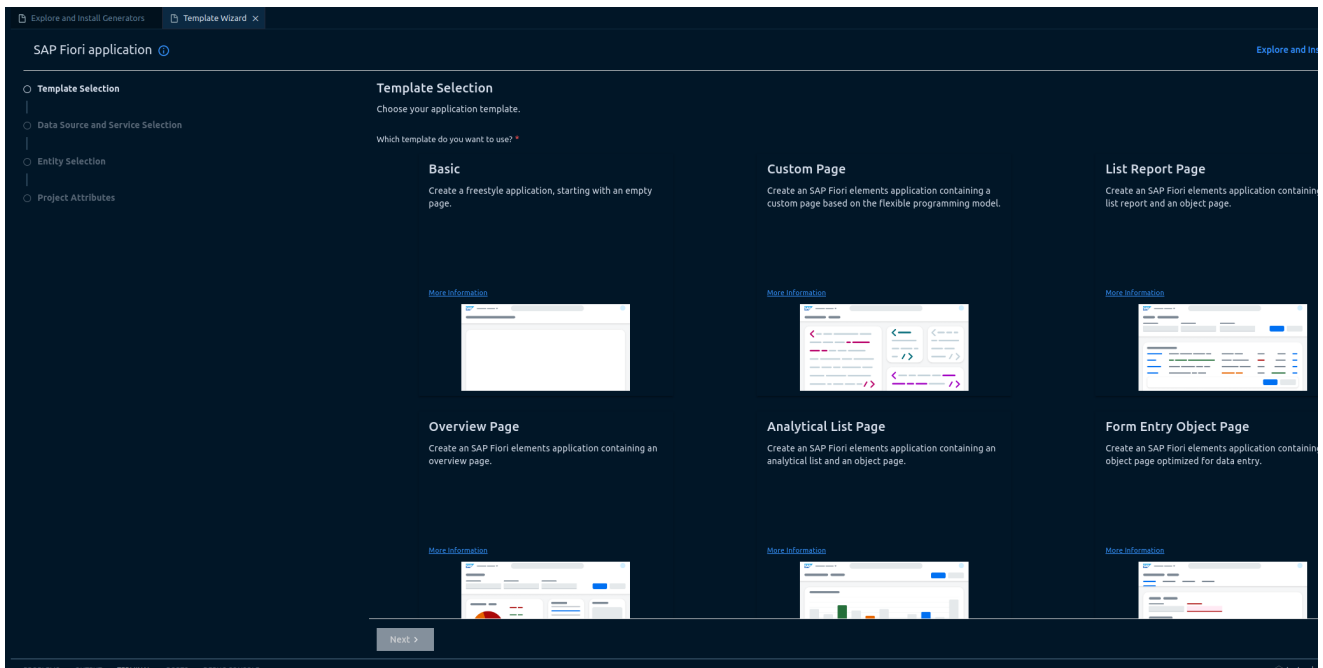 Explore and Install Generators
Template Wizard
SAP Fiori application
Explore and Ins
Template Selection
Data Source and Service Selection
Entity Selection
Project Attributes
Template Selection
Choose your application template.
Which template do you want to use? *
Basic
Create a freestyle application, starting with an empty
page.
More Information
Custom Page
Create an SAP Fiori elements application containing a
custom page based on the flexible programming model.
More Information
List Report Page
Create an SAP Fiori elements application containing
list report and an object page.
More Information
Overview Page
Create an SAP Fiori elements application containing an
overview page.
More Information
Analytical List Page
Create an SAP Fiori elements application containing an
analytical list and an object page.
More Information
Form Entry Object Page
Create an SAP Fiori elements application containing
object page optimized for data entry.
More Information
Next >